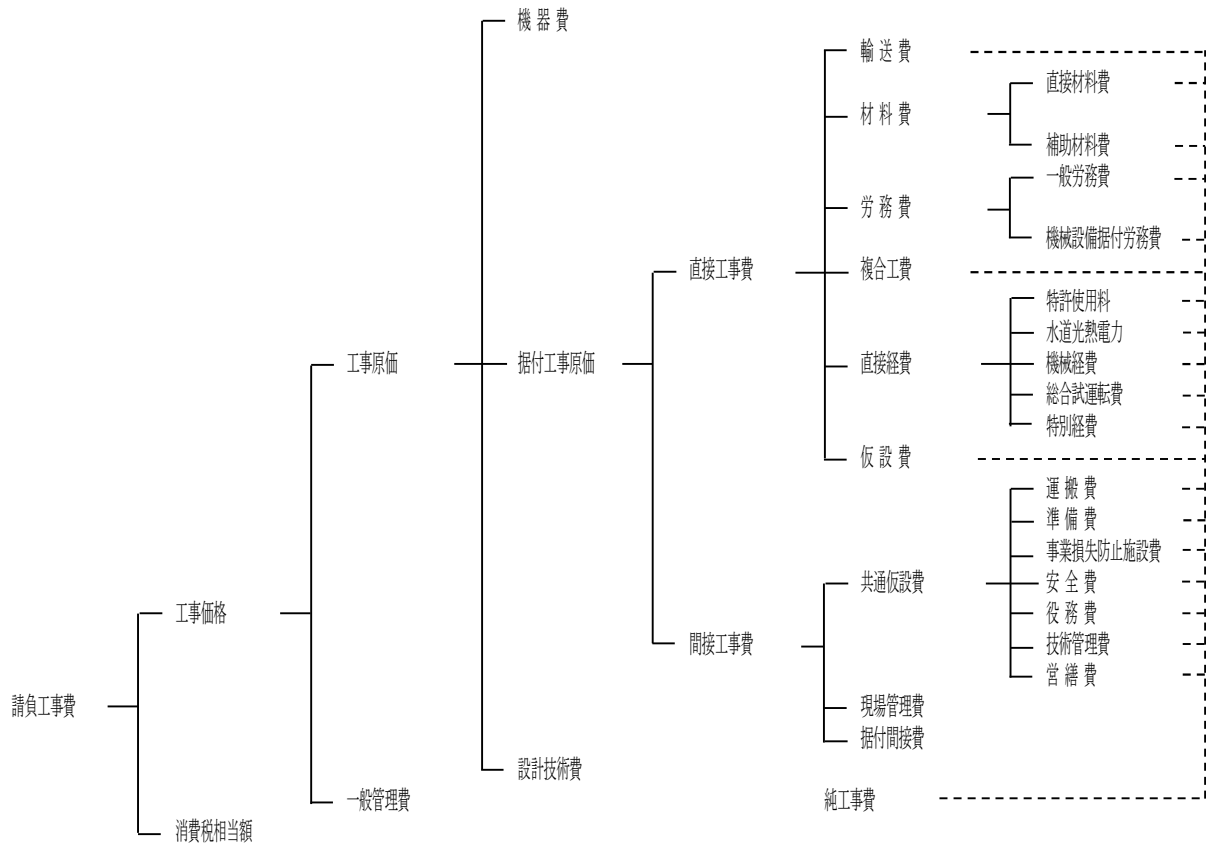 機 器 費
輸 送 費
直接材料費
材 料 費
補助材料費
一般労務費
労 務 費
機械設備据付労務費
直接工事費
複合工費
特許使用料
水道光熱電力
工事原価
据付工事原価
直接経費
機械経費
総合試運転費
特別経費
仮 設 費
運 搬 費
準 備 費
事業損失防止施設費
共通仮設費
安 全 費
工事価格
役 務 費
間接工事費
技術管理費
営 繕 費
請負工事費
現場管理費
据付間接費
設計技術費
一般管理費
純工事費
消費税相当額